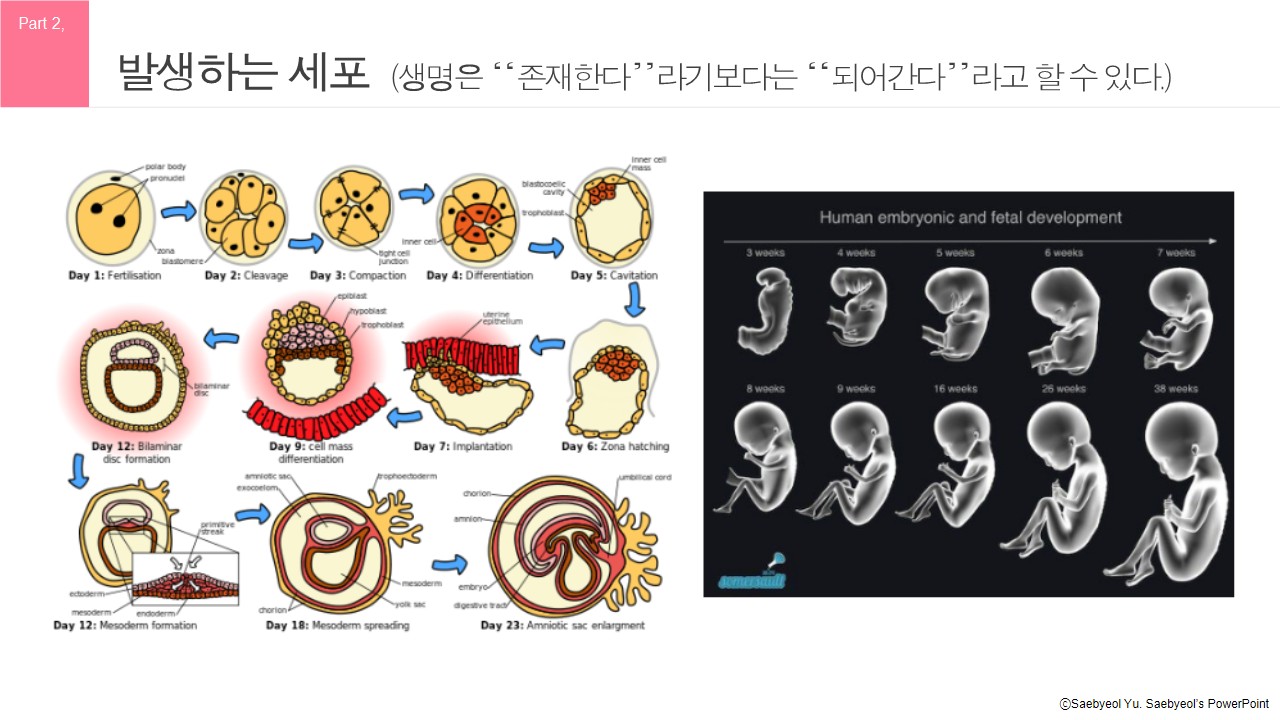 Part 2,
발생하는 세포 (생명은 ‘‘존재한다’’라기보다는 ‘‘되어간다’’라고 할 수 있다.)
polar body
pronuclei
zona
blastomere
tight cell
junction
inner cell
blastocoelic
cavity
trophoblast
inner cell
mass
Day 1: Fertilisation
Day 2: Cleavage
Day 3: Compaction
Day 4: Differentiation
Day 5: Cavitation
bilaminar
disc
epiblast
hypoblast
trophoblast
uterine
epithelium
Day 12: Bilaminar
disc formation
Day 9: cell mass
differentiation
Day 7: Implantation
Day 6: Zona hatching
primitive
streak
ectoderm
mesoderm
endoderm
amniotic sac
exocoelom
trophoectoderm
mesoderm
yolk sac
chorion
chorion
amnion
embryo
digestive tract
umbilical cord
Day 12: Mesoderm formation
Day 18: Mesoderm spreading
Day 23: Amniotic sac enlargment
Human embryonic and fetal development
3 weeks
4 weeks
5 weeks
6 weeks
7 weeks
8 weeks
9 weeks
16 weeks
26 weeks
38 weeks
somersault
ⓒSaebyeol Yu. Saebyeol's PowerPoint